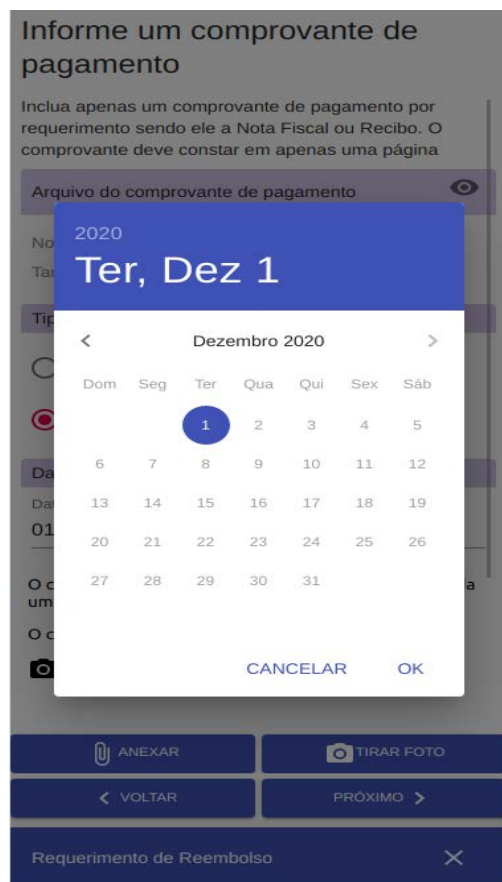 Informe um comprovante de
pagamento
Inclua apenas um comprovante de pagamento por
requerimento sendo ele a Nota Fiscal ou Recibo. O
comprovante deve constar em apenas uma página
Arquivo do comprovante de pagamento
2020
Ter, Dez 1
Dezembro 2020
Dom Seg Ter Qua Qui Sex Sáb
1 2 3 4 5
6 7 8 9 10 11 12
13 14 15 16 17 18 19
20 21 22 23 24 25 26
27 28 29 30 31
01
um
CANCELAR OK
ANEXAR TIRAR FOTO
VOLTAR PRÓXIMO
Requerimento de Reembolso